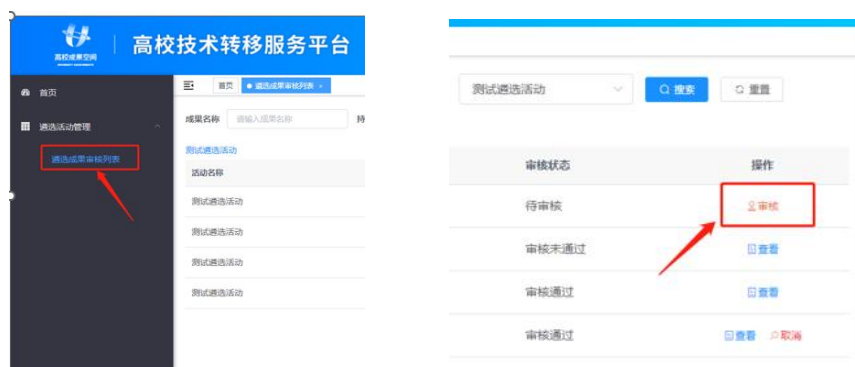 高校成果空间
高校技术转移服务平台
首页
首页
遴选成果审核列表 ×
遴选活动管理
成果名称
请输入成果名称
持
遴选成果审核列表
测试遴选活动
活动名称
测试遴选活动
测试遴选活动
测试遴选活动
测试遴选活动
测试遴选活动
搜索
重置
审核状态
操作
待审核
审核
审核未通过
查看
审核通过
查看
审核通过
查看
取消